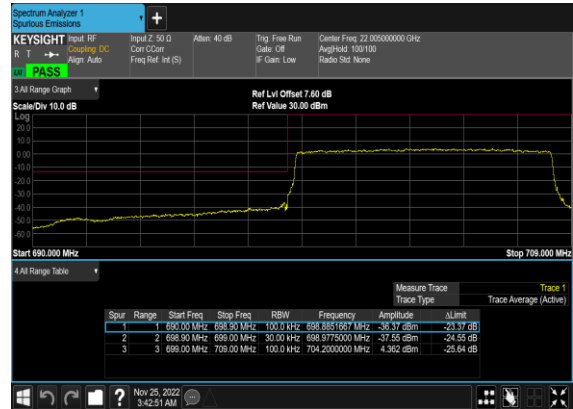 Spectrum Analyzer 1
Spurious Emissions
+
KEYSIGHT Input: RF Input Z: 50 Ω Atten: 40 dB Trig: Free Run Center Freq: 22.005000000 GHz
R T Coupling: DC Corr CCorr Gate: Off Avg|Hold: 100/100
Align: Auto Freq Ref: Int (S) IF Gain: Low Radio Std: None
LW PASS
3 All Range Graph Ref Lvl Offset 7.60 dB
Scale/Div 10.0 dB Ref Value 30.00 dBm
Log
20.0
10.0
0.00
-10.0
-20.0
-30.0
-40.0
-50.0
-60.0
Start 690.000 MHz Stop 709.000 MHz
4 All Range Table
Measure Trace Trace 1
Trace Type Trace Average (Active)
Spur Range Start Freq Stop Freq RBW Frequency Amplitude ΔLimit
1 1 690.00 MHz 698.90 MHz 100.0 kHz 698.8851667 MHz -36.37 dBm -23.37 dB
2 2 698.90 MHz 699.00 MHz 30.00 kHz 698.9775000 MHz -37.55 dBm -24.55 dB
3 3 699.00 MHz 709.00 MHz 100.0 kHz 704.2000000 MHz 4.362 dBm -25.64 dB
? Nov 25, 2022
3:42:51 AM